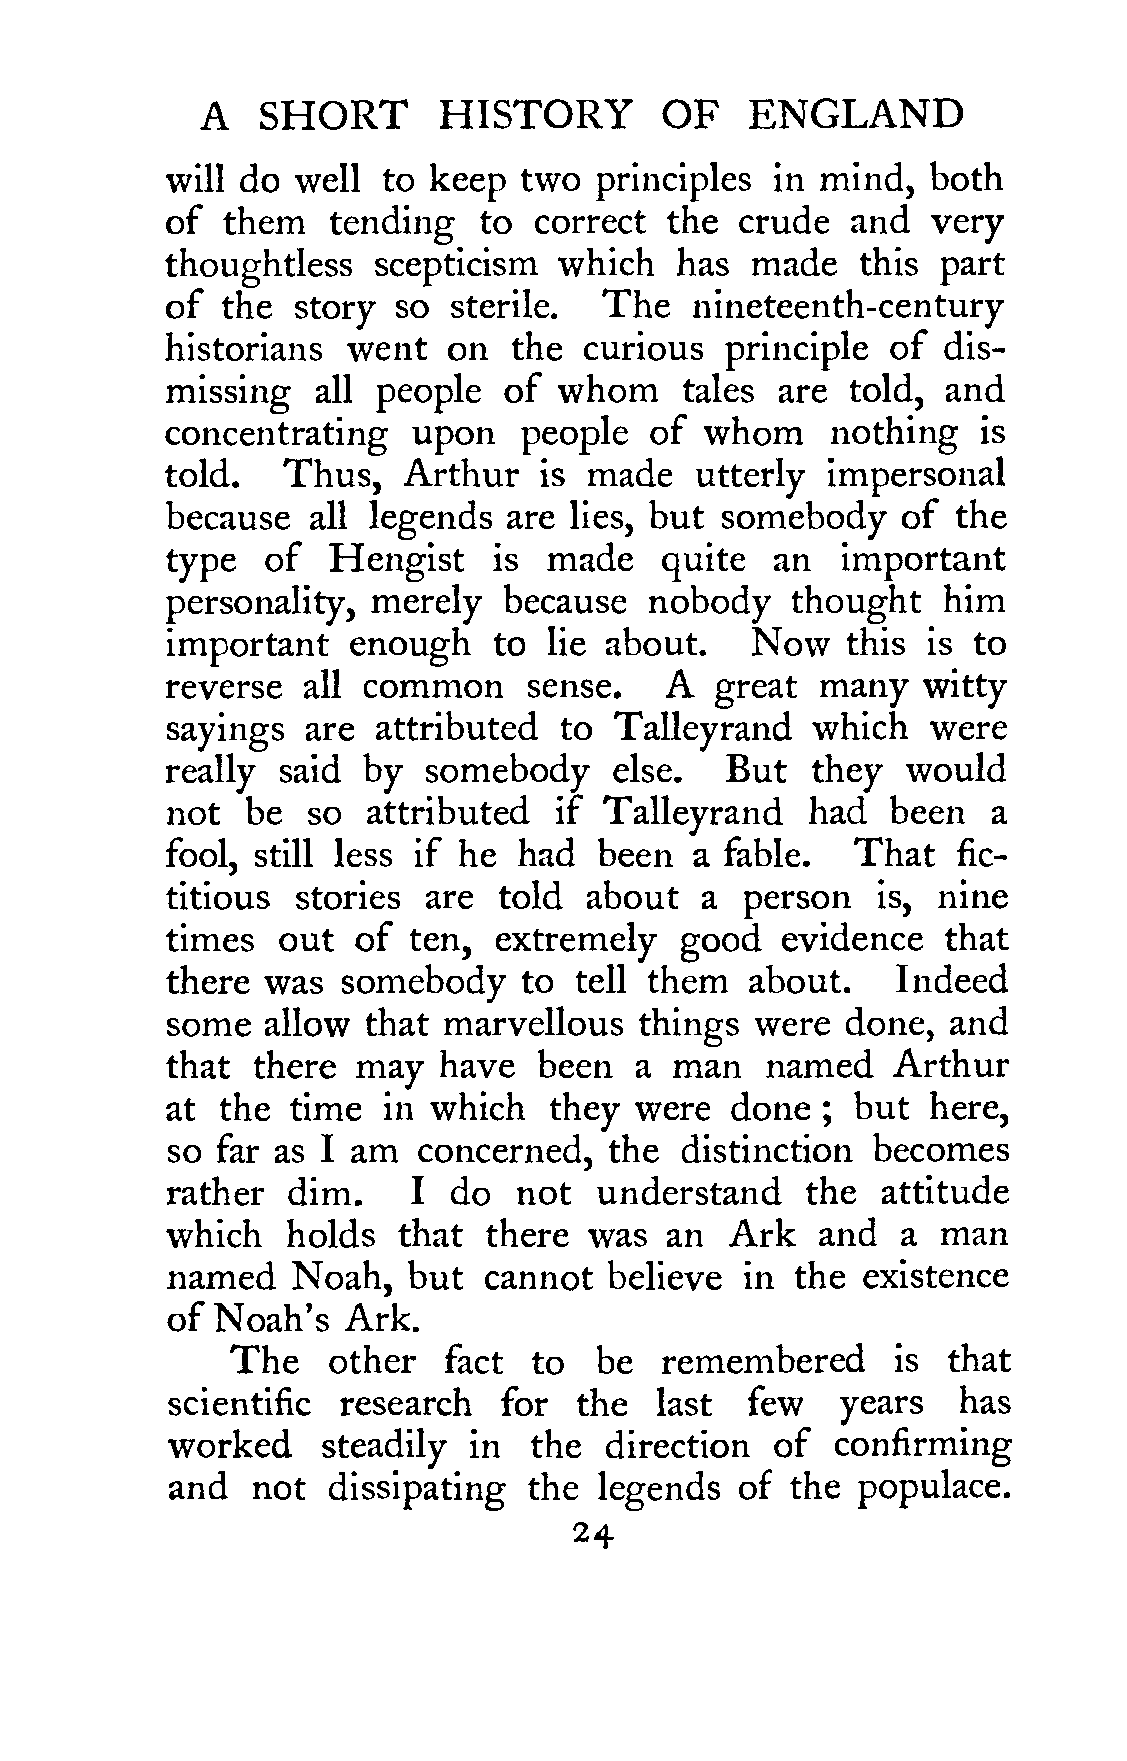 A SHORT HISTORY OF ENGLAND
will do well to keep two principles in mind, both
of them tending to correct the crude and very
thoughtless scepticism which has made this part
of the story so sterile. The nineteenth-century
historians went on the curious principle of dis-
missing all people of whom tales are told, and
concentrating upon people of whom nothing is
told. Thus, Arthur is made utterly impersonal
because all legends are lies, but somebody of the
type of Hengist is made quite an important
personality, merely because nobody thought him
important enough to lie about. Now this is to
reverse all common sense. A great many witty
sayings are attributed to Talleyrand which were
really said by somebody else. But they would
not be so attributed if Talleyrand had been a
fool, still less if he had been a fable. That fic-
titious stories are told about a person is, nine
times out of ten, extremely good evidence that
there was somebody to tell them about. Indeed
some allow that marvellous things were done, and
that there may have been a man named Arthur
at the time in which they were done ; but here,
so far as I am concerned, the distinction becomes
rather dim. I do not understand the attitude
which holds that there was an Ark and a man
named Noah, but cannot believe in the existence
of Noah's Ark.
The other fact to be remembered is that
scientific research for the last few years has
worked steadily in the direction of confirming
and not dissipating the legends of the populace.
24